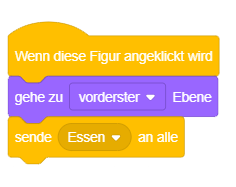 Wenn diese Figur angeklickt wird
gehe zu vorderster Ebene
sende Essen an alle